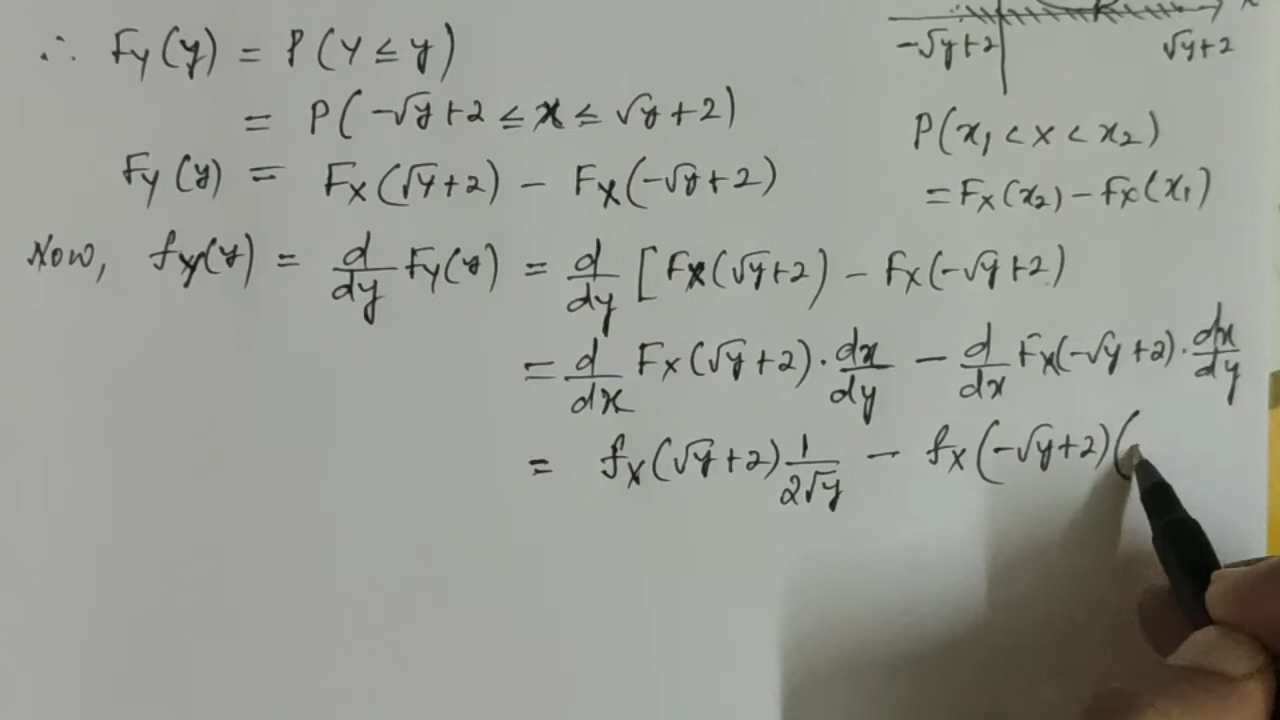 ∴ Fy(y) = P(Y ≤ y)
= P(-√y+2 ≤ x ≤ √y+2)
Fy(y) = Fx(√y+2) - Fx(-√y+2)
-√y+2 √y+2
P(x₁ < x < x₂)
= Fx(x₂) - Fx(x₁)
Now, fy(y) = d/dy Fy(y) = d/dy [Fx(√y+2) - Fx(-√y+2)
= d/dx Fx(√y+2) · dx/dy - d/dx Fx(-√y+2) · dx/dy
= fx(√y+2) 1/2√y - fx(-√y+2)(